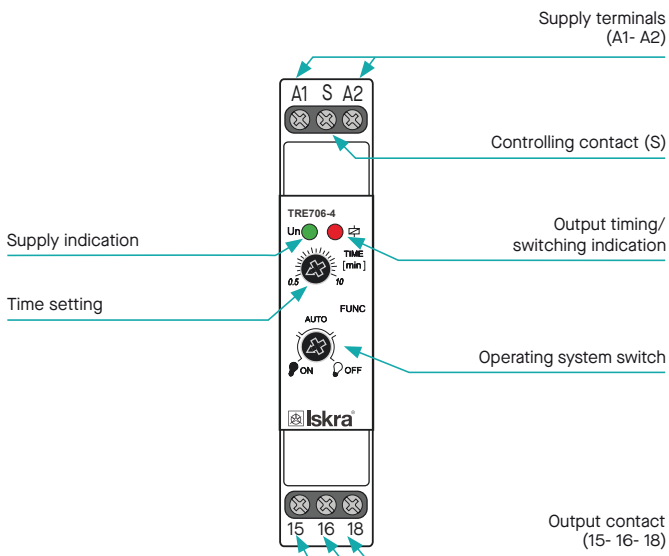 Supply terminals
(A1- A2)
A1 S A2
Controlling contact (S)
TRE706-4
Un
Supply indication
Output timing/
switching indication
TIME
[min]
0.5 10
Time setting
FUNC
AUTO
Operating system switch
ON OFF
Iskra®
15 16 18
Output contact
(15- 16- 18)